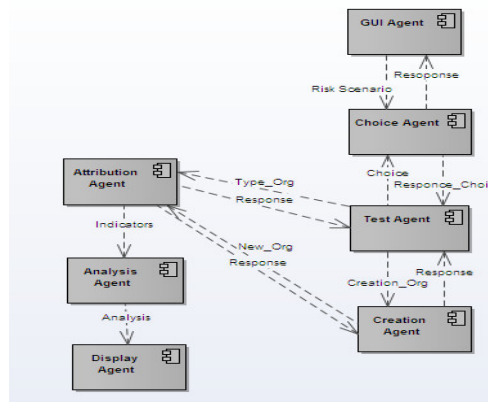 GUI Agent
Resoponse
Risk Scenario
Choice Agent
Attribution
Agent
Type_Org
Choice
Responce_Choi
Response
Test Agent
Indicators
New_Org
Response
Creation_Org
Response
Analysis
Agent
Creation
Agent
Analysis
Display
Agent